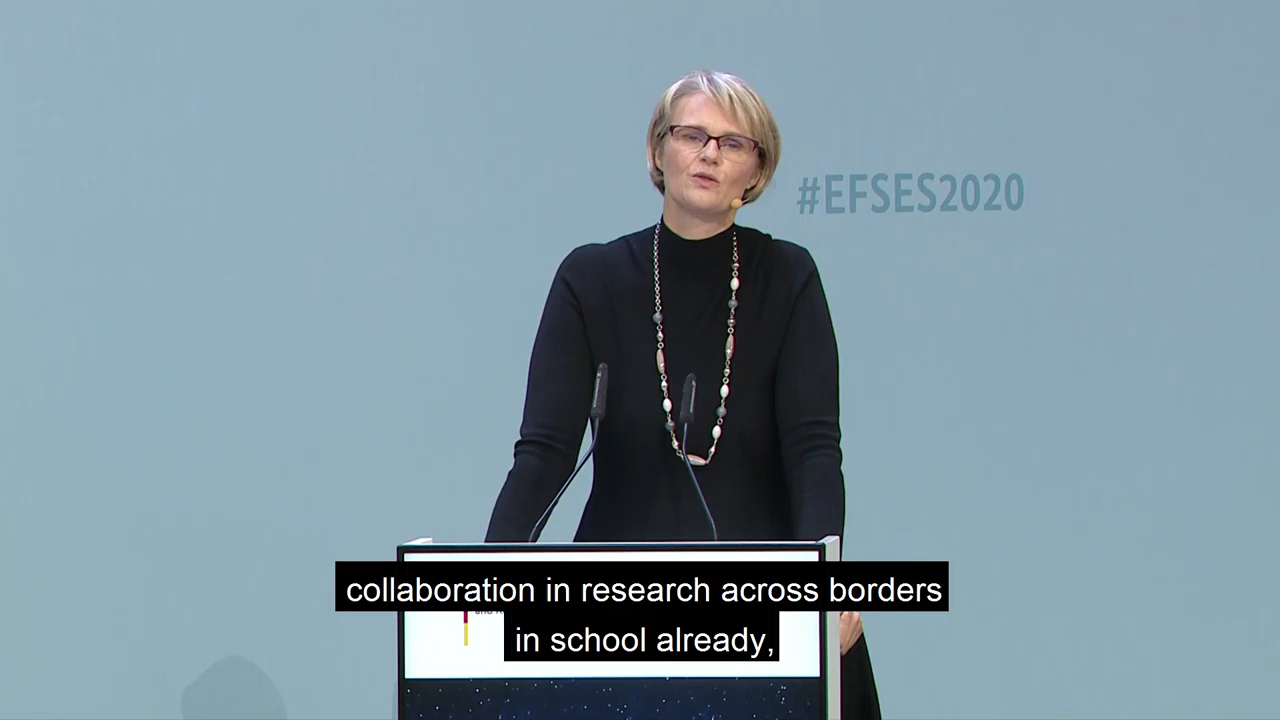 #EFSES2020
collaboration in research across borders
in school already,